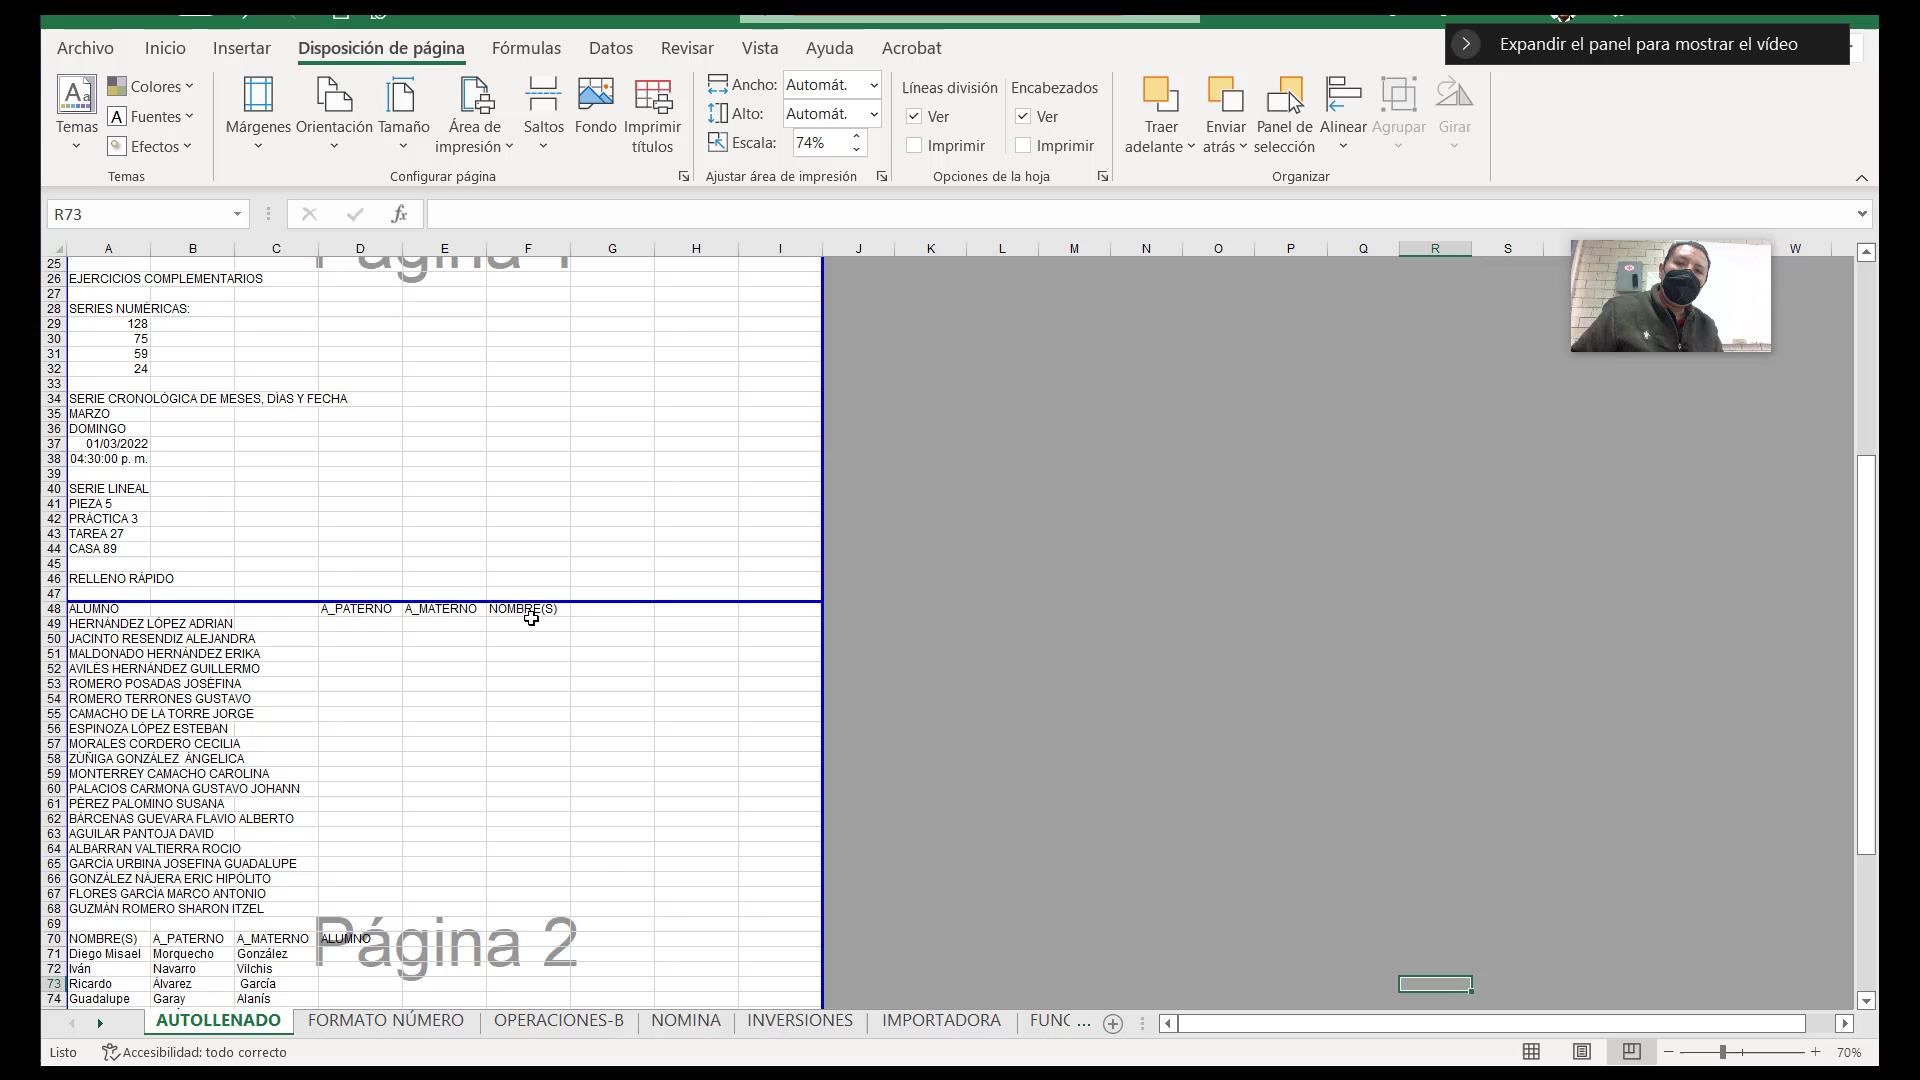 Archivo Inicio Insertar Disposición de página Fórmulas Datos Revisar Vista Ayuda Acrobat
Expandir el panel para mostrar el vídeo
Temas
Colores
Fuentes
Efectos
Temas
Márgenes Orientación Tamaño Área de impresión Saltos Fondo Imprimir títulos
Configurar página
Ancho: Automát.
Alto: Automát.
Escala: 74%
Ajustar área de impresión
Líneas división Encabezados
Ver Ver
Imprimir Imprimir
Opciones de la hoja
Traer adelante Enviar atrás Panel de selección Alinear Agrupar Girar
Organizar
R73 fx
A B C D E F G H I J K L M N O P Q R S W
Página 1
25
26 EJERCICIOS COMPLEMENTARIOS
27
28 SERIES NUMÉRICAS:
29 128
30 75
31 59
32 24
33
34 SERIE CRONOLÓGICA DE MESES, DÍAS Y FECHA
35 MARZO
36 DOMINGO
37 01/03/2022
38 04:30:00 p. m.
39
40 SERIE LINEAL
41 PIEZA 5
42 PRÁCTICA 3
43 TAREA 27
44 CASA 89
45
46 RELLENO RÁPIDO
47
48 ALUMNO A_PATERNO A_MATERNO NOMBRE(S)
49 HERNÁNDEZ LÓPEZ ADRIAN
50 JACINTO RESENDIZ ALEJANDRA
51 MALDONADO HERNÁNDEZ ERIKA
52 AVILÉS HERNÁNDEZ GUILLERMO
53 ROMERO POSADAS JOSÉFINA
54 ROMERO TERRONES GUSTAVO
55 CAMACHO DE LA TORRE JORGE
56 ESPINOZA LÓPEZ ESTEBAN
57 MORALES CORDERO CECILIA
58 ZÚÑIGA GONZÁLEZ ÁNGELICA
59 MONTERREY CAMACHO CAROLINA
60 PALACIOS CARMONA GUSTAVO JOHANN
61 PÉREZ PALOMINO SUSANA
62 BÁRCENAS GUEVARA FLAVIO ALBERTO
63 AGUILAR PANTOJA DAVID
64 ALBARRAN VALTIERRA ROCIO
65 GARCÍA URBINA JOSEFINA GUADALUPE
66 GONZÁLEZ NÁJERA ERIC HIPÓLITO
67 FLORES GARCÍA MARCO ANTONIO
68 GUZMÁN ROMERO SHARON ITZEL
69
Página 2
70 NOMBRE(S) A_PATERNO A_MATERNO ALUMNO
71 Diego Misael Morquecho González
72 Iván Navarro Vilchis
73 Ricardo Álvarez García
74 Guadalupe Garay Alanís
AUTOLLENADO FORMATO NÚMERO OPERACIONES-B NOMINA INVERSIONES IMPORTADORA FUNC ...
Listo Accesibilidad: todo correcto 70%